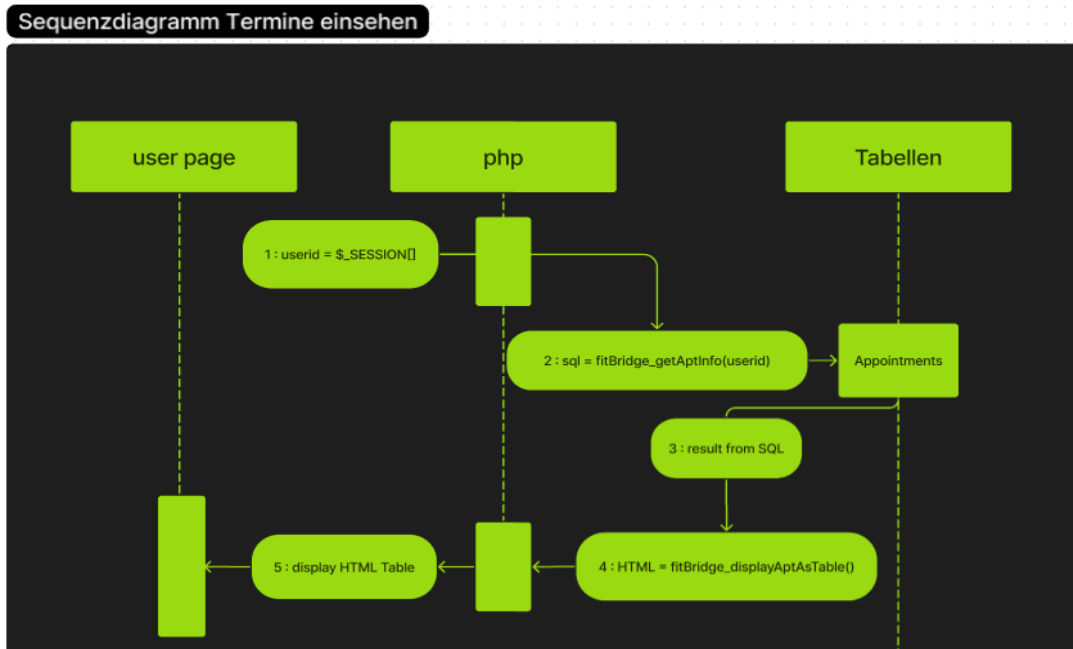 Sequenzdiagramm Termine einsehen
user page
php
Tabellen
1 : userid = $_SESSION[]
2 : sql = fitBridge_getAptInfo(userid)
Appointments
3 : result from SQL
5 : display HTML Table
4 : HTML = fitBridge_displayAptAsTable()